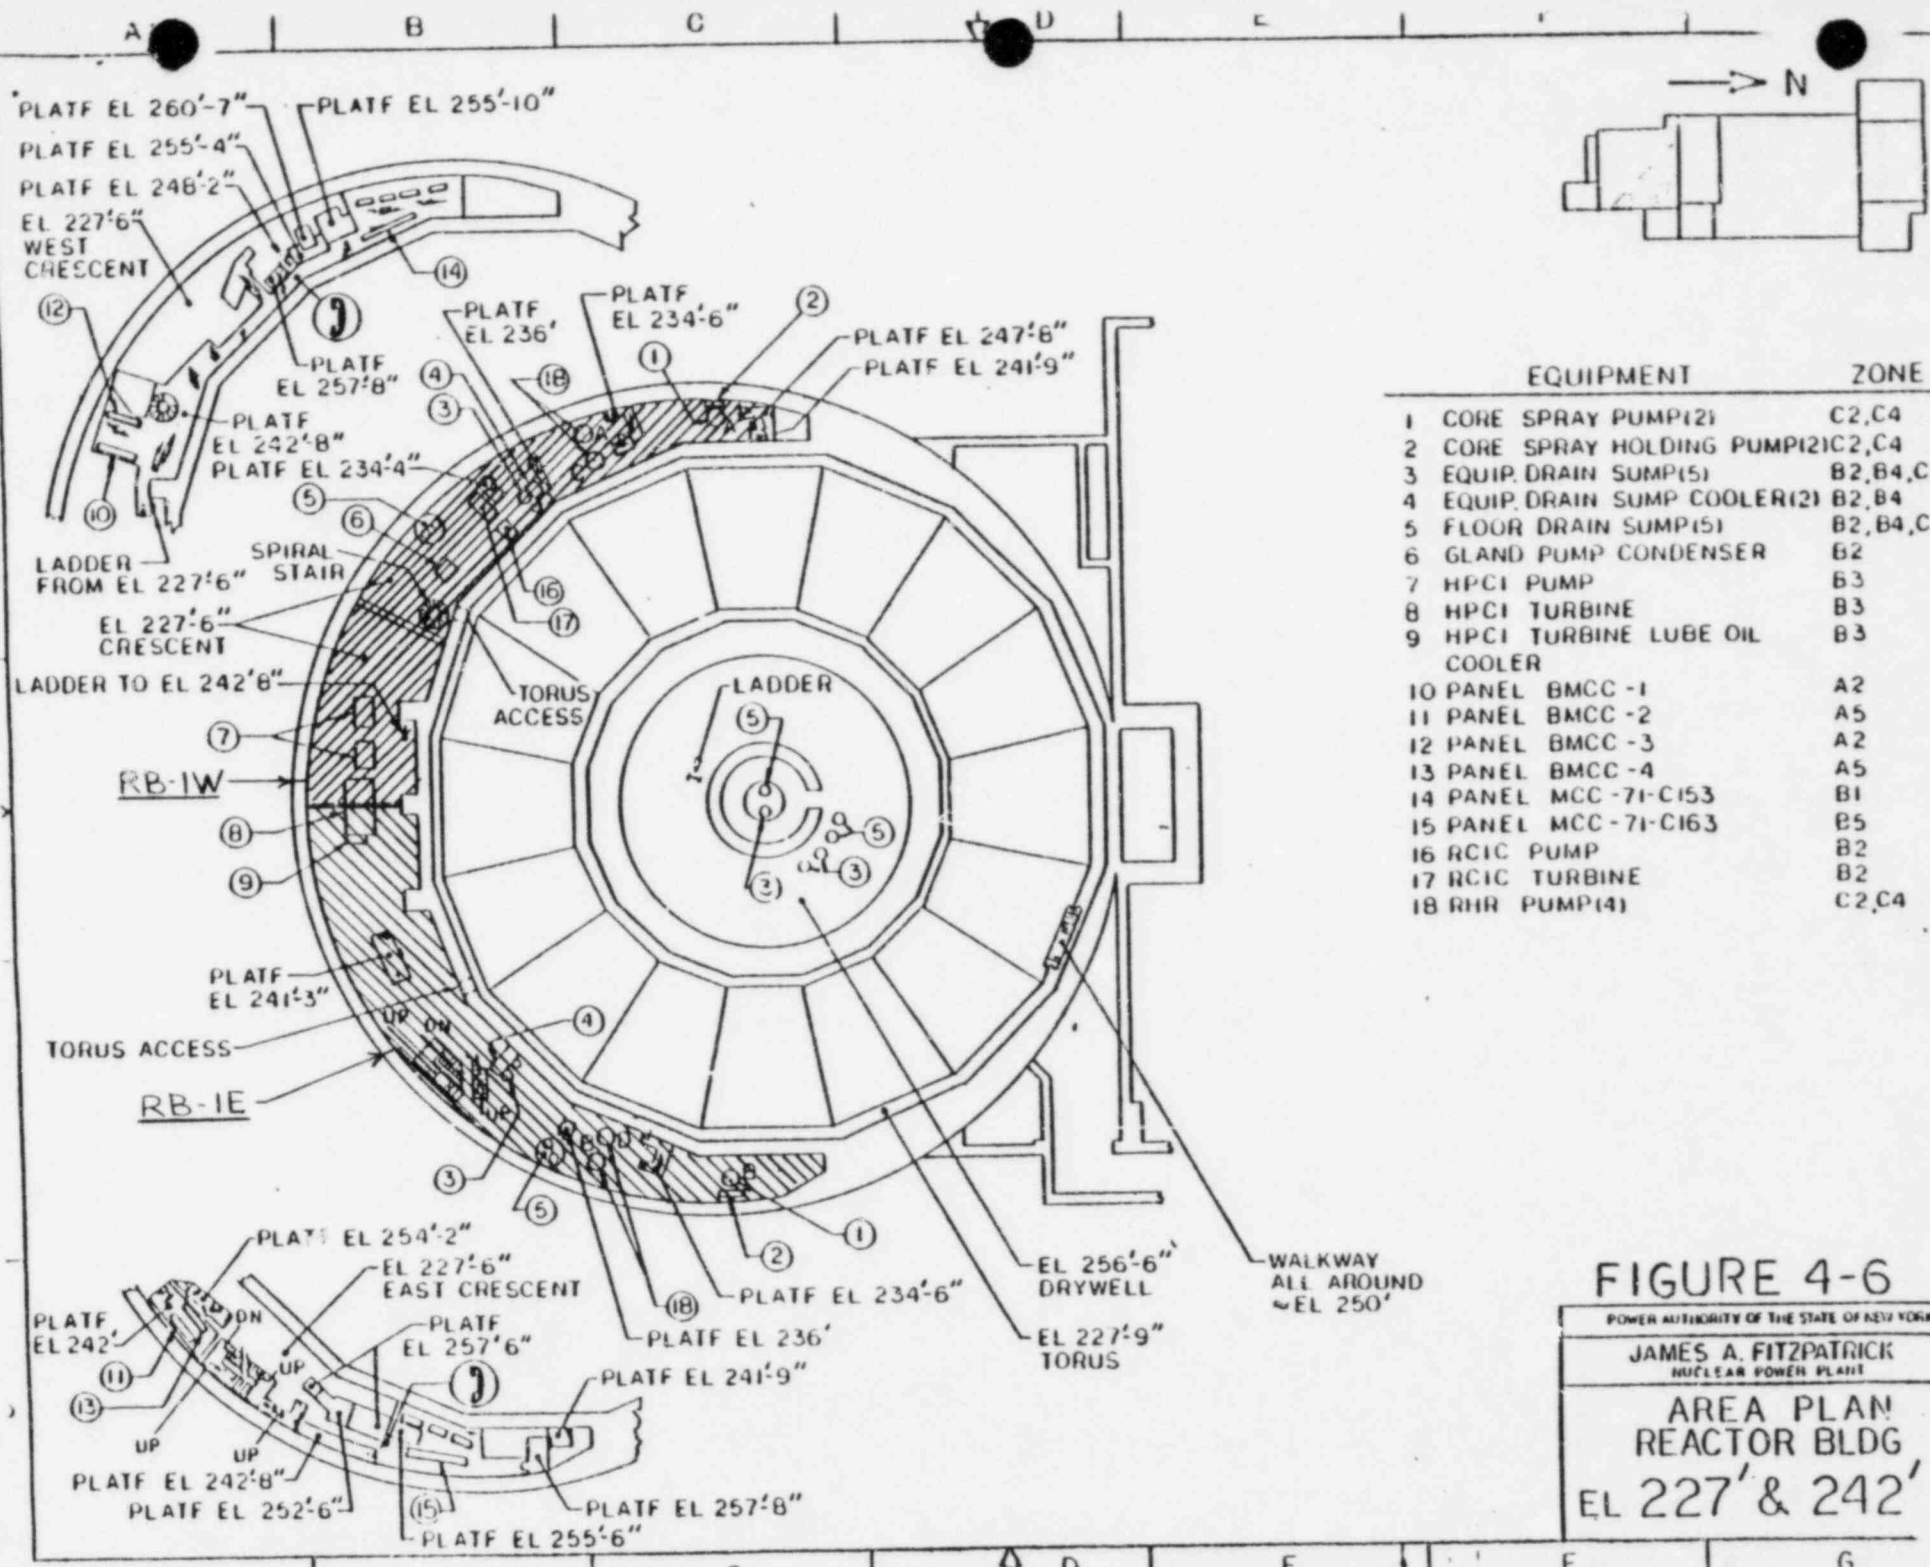 A
B
C
D
E
N
PLATF EL 260'-7"
PLATF EL 255'-10"
PLATF EL 255'-4"
PLATF EL 248'-2"
EL 227'6"
WEST
CRESCENT
12
14
PLATF
EL 257'8"
PLATF
EL 242'-8"
10
LADDER
FROM EL 227'6"
PLATF
EL 236'
PLATF
EL 234'-6"
2
1
PLATF EL 247'-8"
PLATF EL 241'-9"
18
4
3
PLATF EL 234'-4"
5
6
SPIRAL
STAIR
16
17
EL 227'-6"
CRESCENT
LADDER TO EL 242'8"
TORUS
ACCESS
LADDER
5
7
RB-1W
8
9
5
3
3
PLATF
EL 241'-3"
UP
DN
4
TORUS ACCESS
RB-1E
UP
3
5
18
2
1
PLATF EL 234'-6"
PLATF EL 236'
EL 256'-6"
DRYWELL
EL 227'-9"
TORUS
WALKWAY
ALL AROUND
≈EL 250'
PLATF EL 254'-2"
EL 227'-6"
EAST CRESCENT
PLATF
EL 242'
DN
PLATF
EL 257'6"
11
UP
13
UP
UP
PLATF EL 241'-9"
PLATF EL 242'-8"
PLATF EL 252'-6"
15
PLATF EL 257'-8"
PLATF EL 255'-6"
EQUIPMENT ZONE
1 CORE SPRAY PUMP(2) C2,C4
2 CORE SPRAY HOLDING PUMP(2) C2,C4
3 EQUIP. DRAIN SUMP(5) B2,B4,C
4 EQUIP. DRAIN SUMP COOLER(2) B2,B4
5 FLOOR DRAIN SUMP(5) B2,B4,C
6 GLAND PUMP CONDENSER B2
7 HPCI PUMP B3
8 HPCI TURBINE B3
9 HPCI TURBINE LUBE OIL B3
COOLER
10 PANEL BMCC -1 A2
11 PANEL BMCC -2 A5
12 PANEL BMCC -3 A2
13 PANEL BMCC -4 A5
14 PANEL MCC -71-C153 B1
15 PANEL MCC -71-C163 B5
16 RCIC PUMP B2
17 RCIC TURBINE B2
18 RHR PUMP(4) C2,C4
FIGURE 4-6
POWER AUTHORITY OF THE STATE OF NEW YORK
JAMES A. FITZPATRICK
NUCLEAR POWER PLANT
AREA PLAN
REACTOR BLDG
EL 227' & 242'